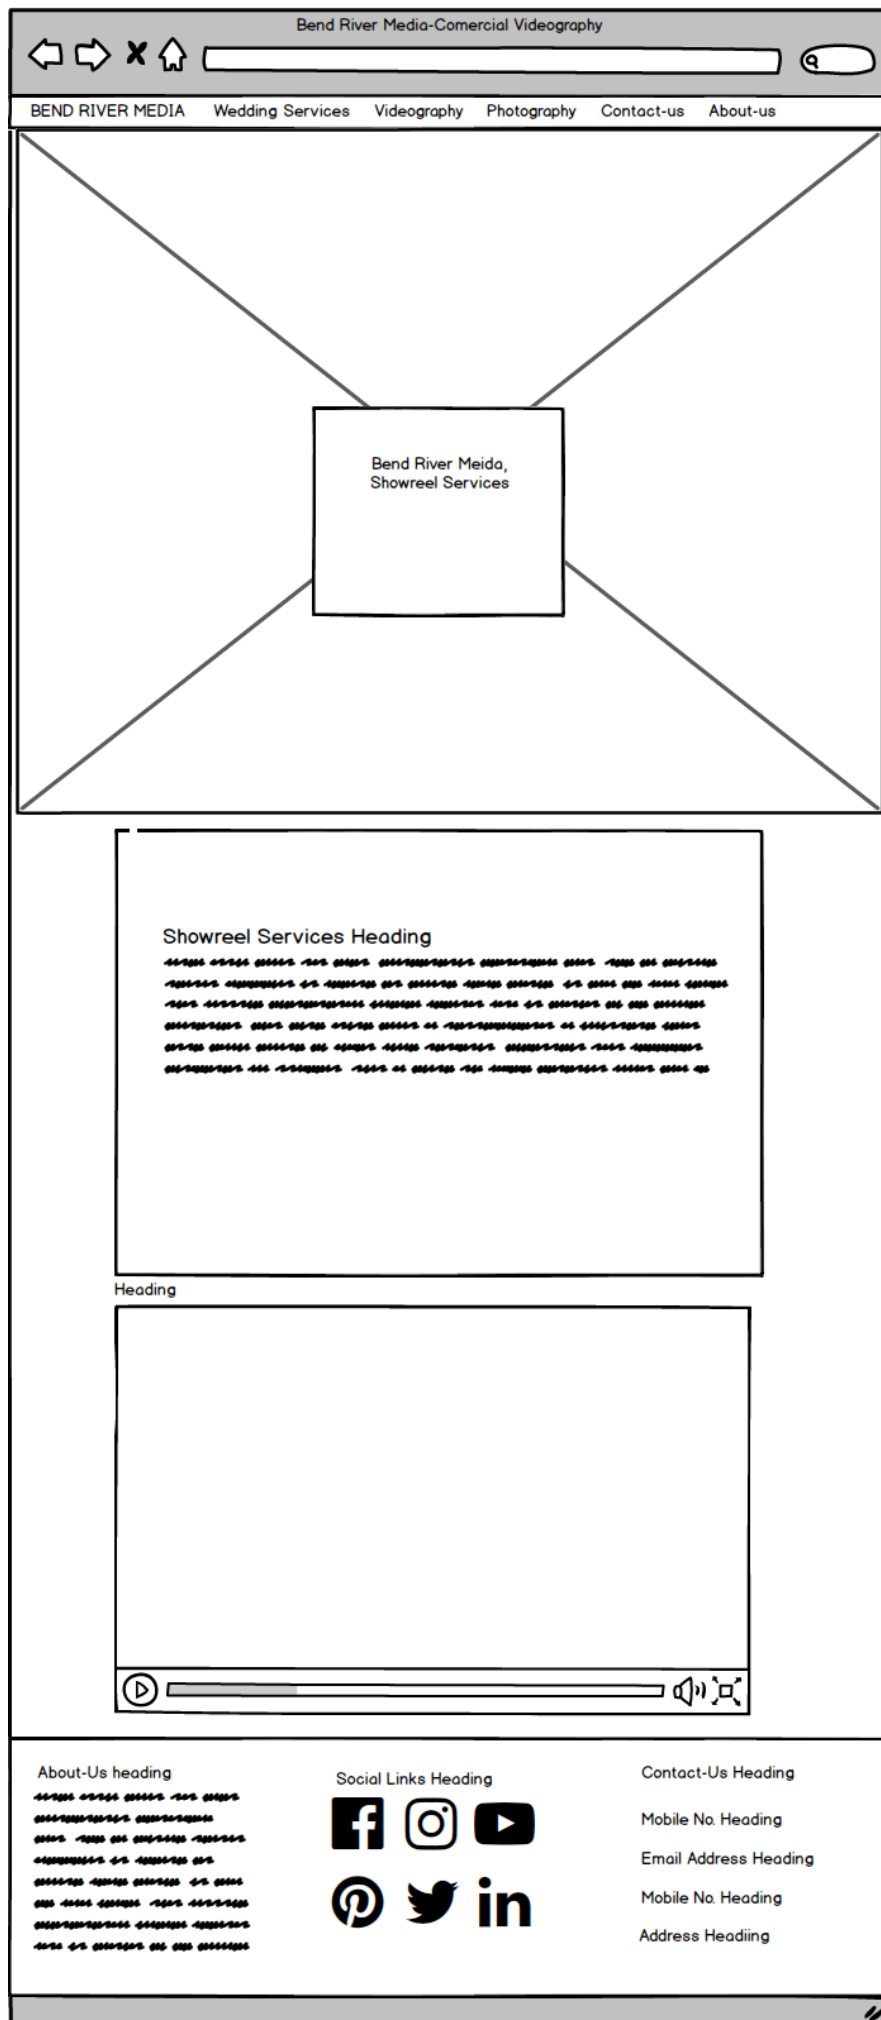 Bend River Media-Comercial Videography
BEND RIVER MEDIA Wedding Services Videography Photography Contact-us About-us
Bend River Meida,
Showreel Services
Showreel Services Heading
Heading
About-Us heading
Social Links Heading
Contact-Us Heading
Mobile No. Heading
Email Address Heading
Mobile No. Heading
Address Headiing